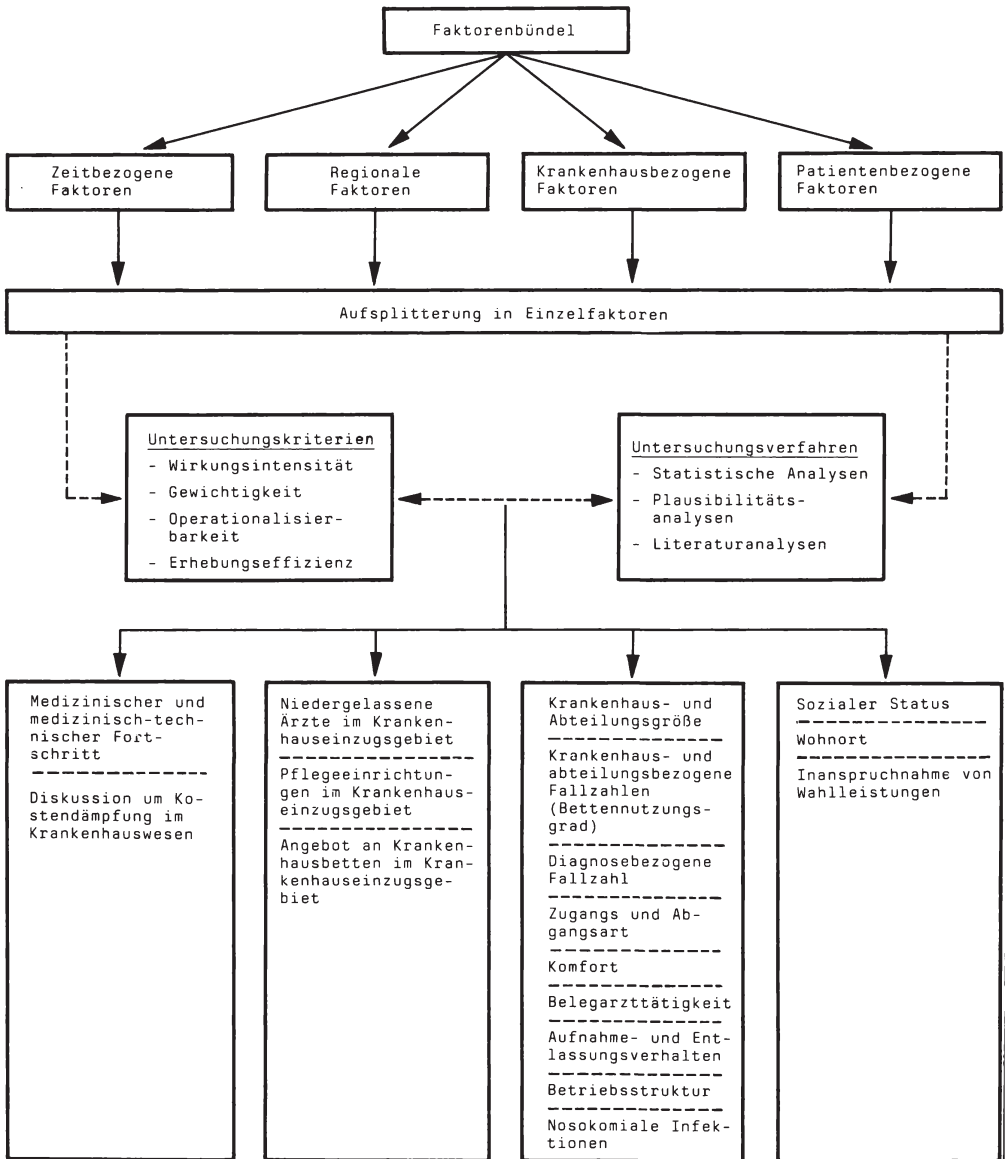 Faktorenbündel
Zeitbezogene
Faktoren
Regionale
Faktoren
Krankenhausbezogene
Faktoren
Patientenbezogene
Faktoren
Aufsplitterung in Einzelfaktoren
Untersuchungskriterien
- Wirkungsintensität
- Gewichtigkeit
- Operationalisier-
barkeit
- Erhebungseffizienz
Untersuchungsverfahren
- Statistische Analysen
- Plausibilitäts-
analysen
- Literaturanalysen
Medizinischer und
medizinisch-tech-
nischer Fort-
schritt
Diskussion um Ko-
stendämpfung im
Krankenhauswesen
Niedergelassene
Ärzte im Kranken-
hauseinzugsgebiet
Pflegeeinrichtun-
gen im Krankenhaus-
einzugsgebiet
Angebot an Kranken-
hausbetten im Kran-
kenhauseinzugsge-
biet
Krankenhaus- und
Abteilungsgröße
Krankenhaus- und
abteilungsbezogene
Fallzahlen
(Bettennutzungs-
grad)
Diagnosebezogene
Fallzahl
Zugangs und Ab-
gangsart
Komfort
Belegarzttätigkeit
Aufnahme- und Ent-
lassungsverhalten
Betriebsstruktur
Nosokomiale Infek-
tionen
Sozialer Status
Wohnort
Inanspruchnahme von
Wahlleistungen